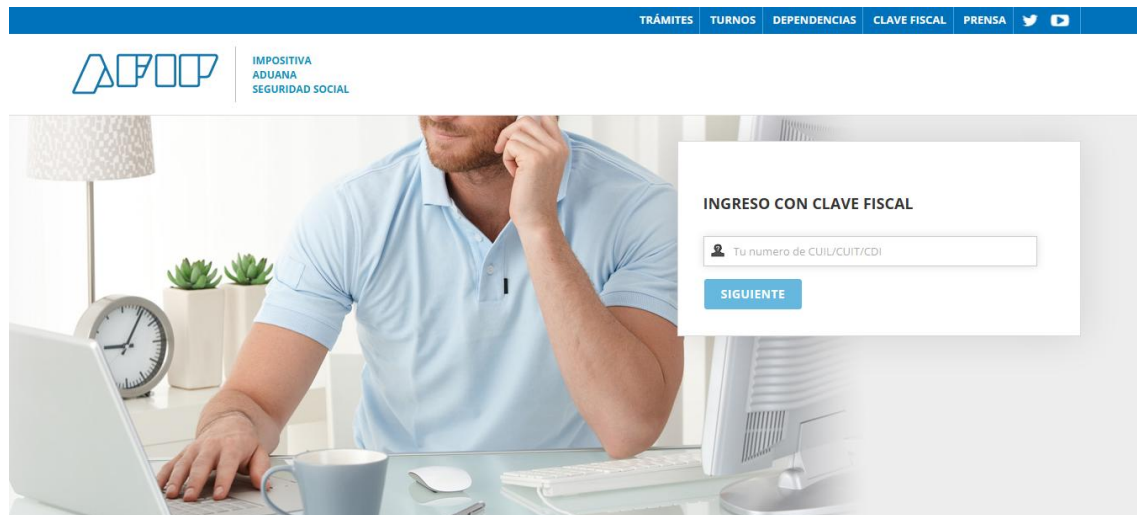 TRÁMITES TURNOS DEPENDENCIAS CLAVE FISCAL PRENSA
AFIP
IMPOSITIVA
ADUANA
SEGURIDAD SOCIAL
INGRESO CON CLAVE FISCAL
Tu numero de CUIL/CUIT/CDI
SIGUIENTE